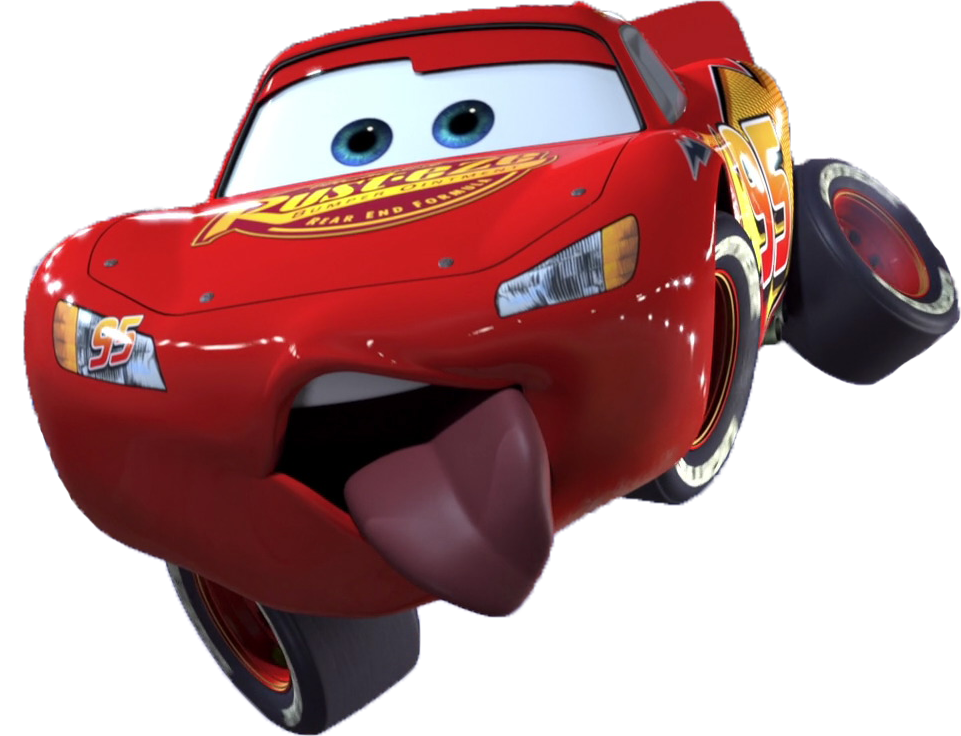 Rust-eze
BUMPER OINTMENT
REAR END FORMULA
95
95